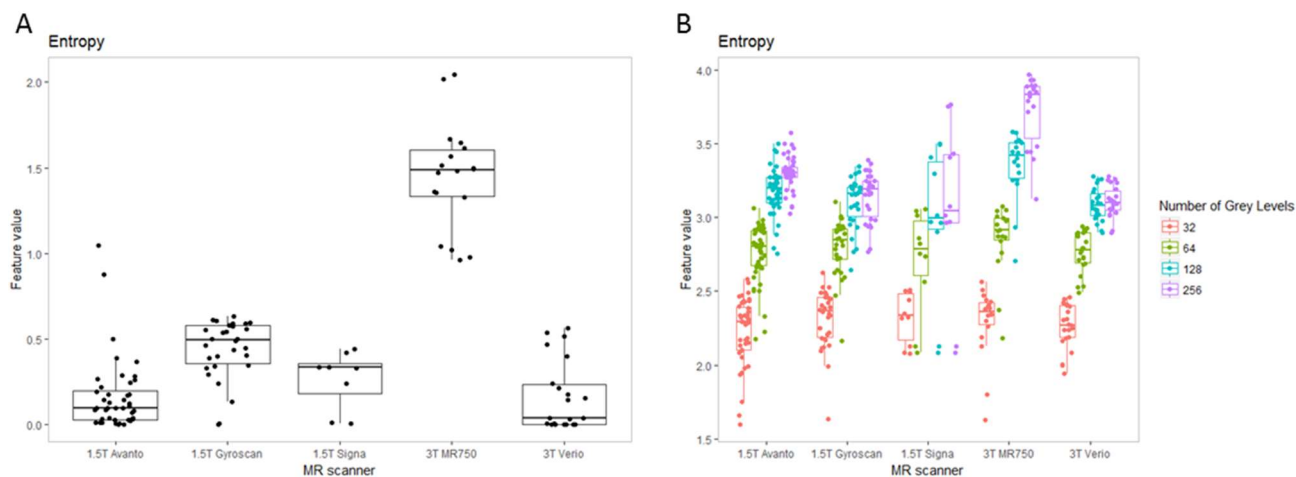 A
Entropy
2.0
1.5
1.0
0.5
0.0
Feature value
1.5T Avanto
1.5T Gyroscan
1.5T Signa
3T MR750
3T Verio
MR scanner
B
Entropy
4.0
3.5
3.0
2.5
2.0
1.5
Feature value
1.5T Avanto
1.5T Gyroscan
1.5T Signa
3T MR750
3T Verio
MR scanner
Number of Grey Levels
32
64
128
256